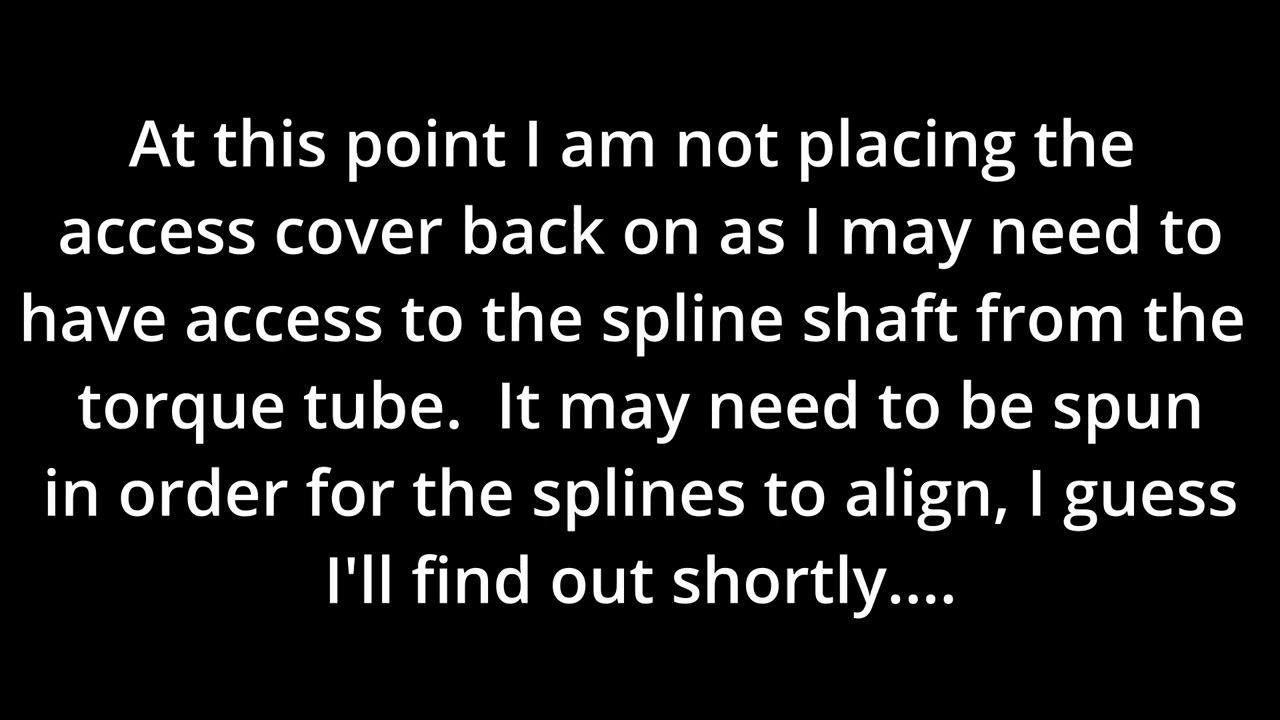 At this point I am not placing the
access cover back on as I may need to
have access to the spline shaft from the
torque tube.  It may need to be spun
in order for the splines to align, I guess
I'll find out shortly....